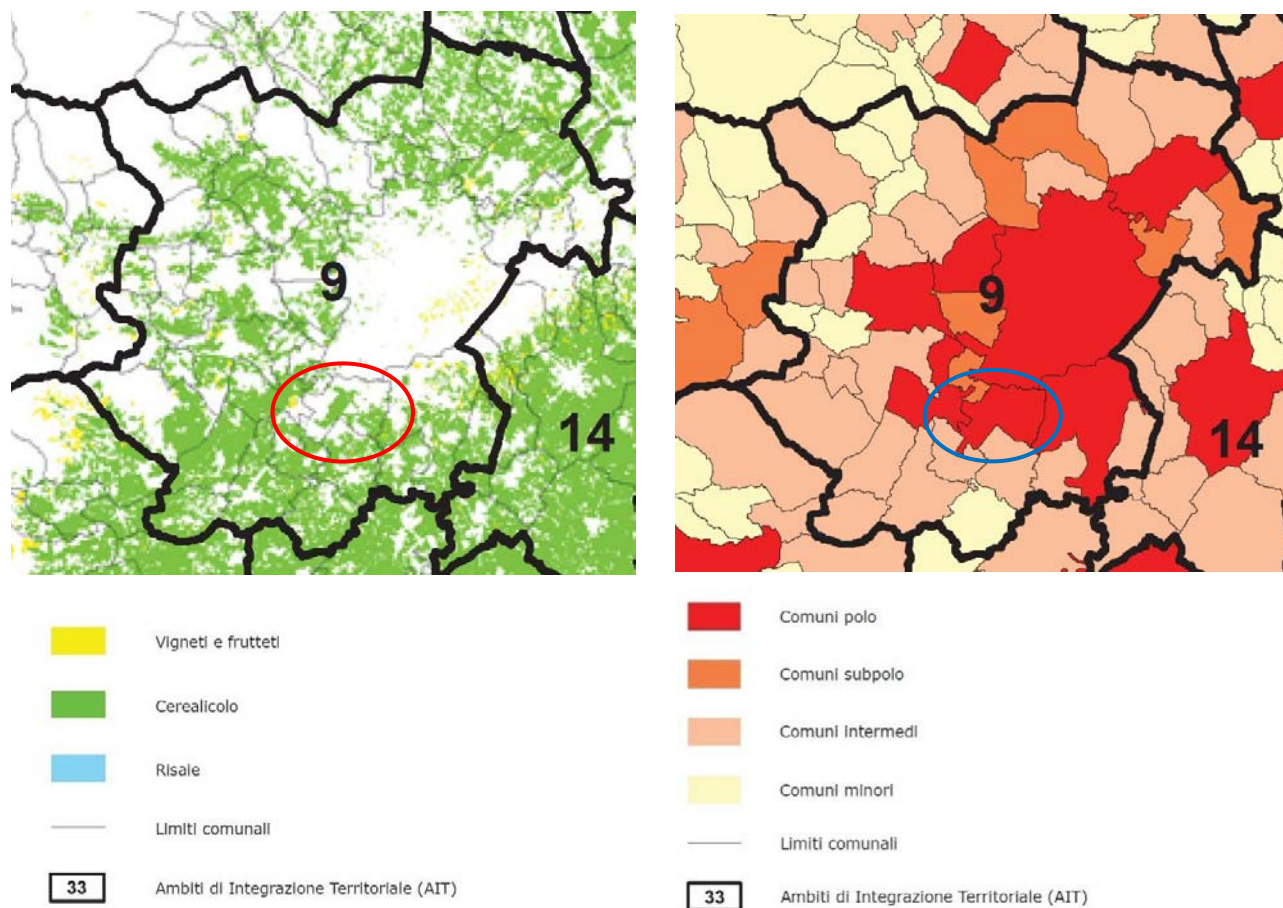 9
14
Vigneti e frutteti
Cerealicolo
Risaie
Limiti comunali
33 Ambiti di Integrazione Territoriale (AIT)
9
14
Comuni polo
Comuni subpolo
Comuni intermedi
Comuni minori
Limiti comunali
33 Ambiti di Integrazione Territoriale (AIT)